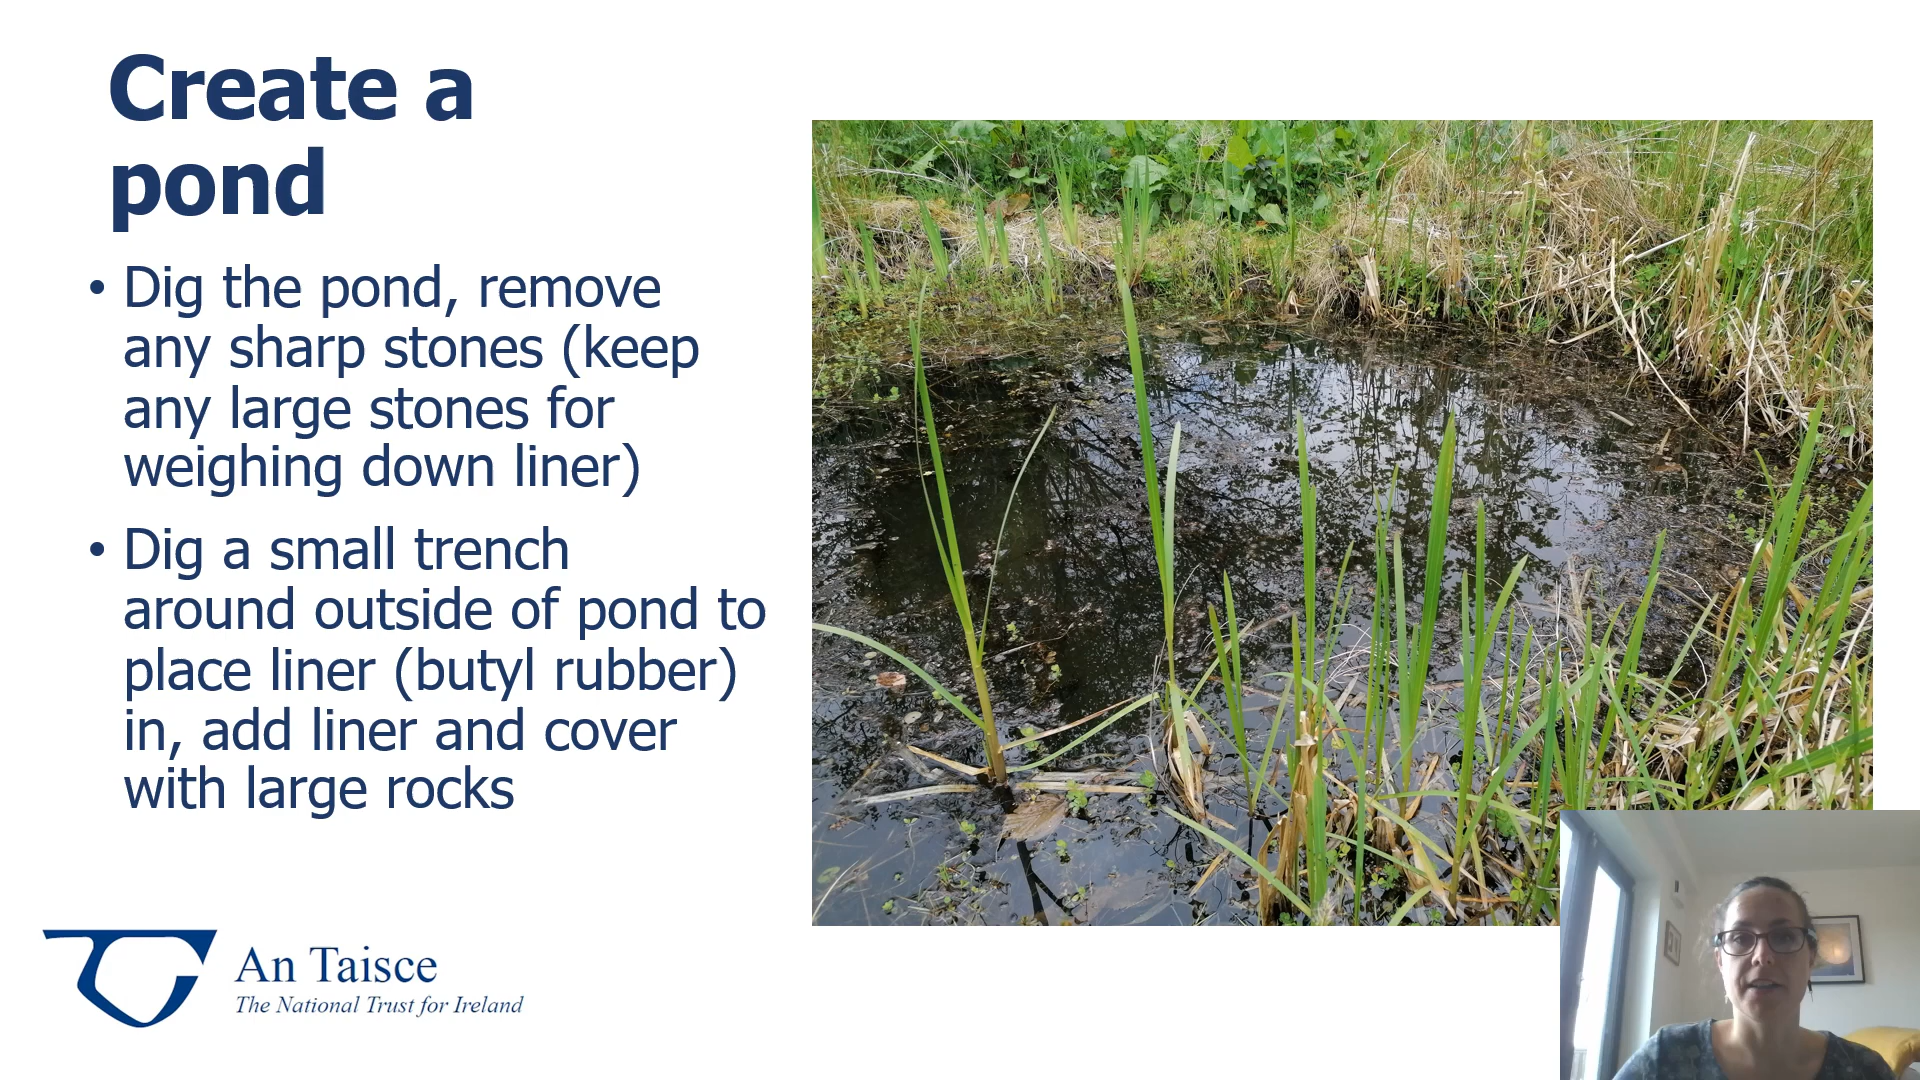 Create a
pond
• Dig the pond, remove
any sharp stones (keep
any large stones for
weighing down liner)
• Dig a small trench
around outside of pond to
place liner (butyl rubber)
in, add liner and cover
with large rocks
An Taisce
The National Trust for Ireland